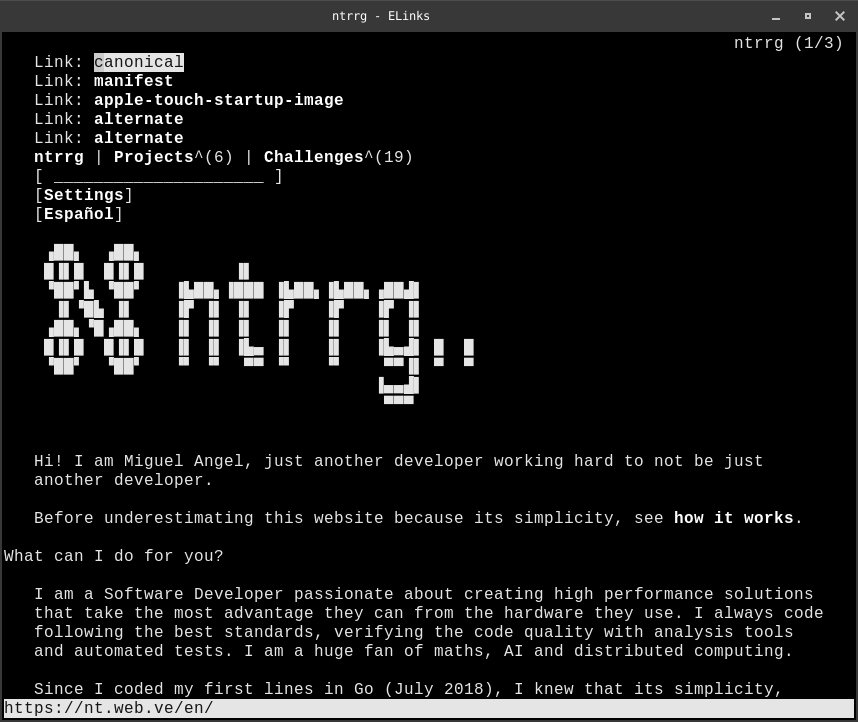 ntrrg - ELinks
ntrrg (1/3)
Link: canonical
Link: manifest
Link: apple-touch-startup-image
Link: alternate
Link: alternate
ntrrg | Projects^(6) | Challenges^(19)
[ _____________________ ]
[Settings]
[Español]
ntrrg..
Hi! I am Miguel Angel, just another developer working hard to not be just
another developer.
Before underestimating this website because its simplicity, see how it works.
What can I do for you?
I am a Software Developer passionate about creating high performance solutions
that take the most advantage they can from the hardware they use. I always code
following the best standards, verifying the code quality with analysis tools
and automated tests. I am a huge fan of maths, AI and distributed computing.
Since I coded my first lines in Go (July 2018), I knew that its simplicity,
https://nt.web.ve/en/